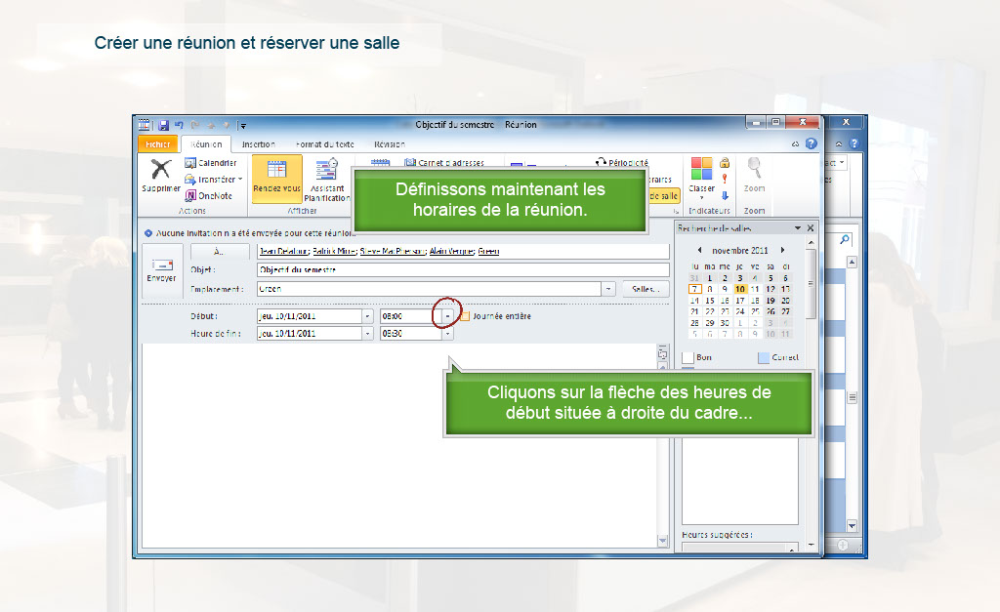 Créer une réunion et réserver une salle
Objectif du semestre - Réunion
Fichier Réunion Insertion Format du texte Révision
Supprimer
Calendrier
Transférer
OneNote
Actions
Rendez-vous
Assistant
Planification
Afficher
Carnet d'adresses
Périodicité
de salle
Classer
Indicateurs
Zoom
Zoom
Définissons maintenant les
horaires de la réunion.
Aucune invitation n'a été envoyée pour cette réunion.
Envoyer
À...
Jean Delatour; Patrick Mirre; Steve MacPherson; Alain Vergne; Green
Objet :
Objectif du semestre
Emplacement :
Green
Salles...
Début :
jeu. 10/11/2011
08:00
Journée entière
Heure de fin :
jeu. 10/11/2011
08:30
Recherche de salles
novembre 2011
lu ma me je ve sa di
31 1 2 3 4 5 6
7 8 9 10 11 12 13
14 15 16 17 18 19 20
21 22 23 24 25 26 27
28 29 30 1 2 3 4
5 6 7 8 9 10 11
Bon Correct
Cliquons sur la flèche des heures de
début située à droite du cadre...
Heures suggérées :